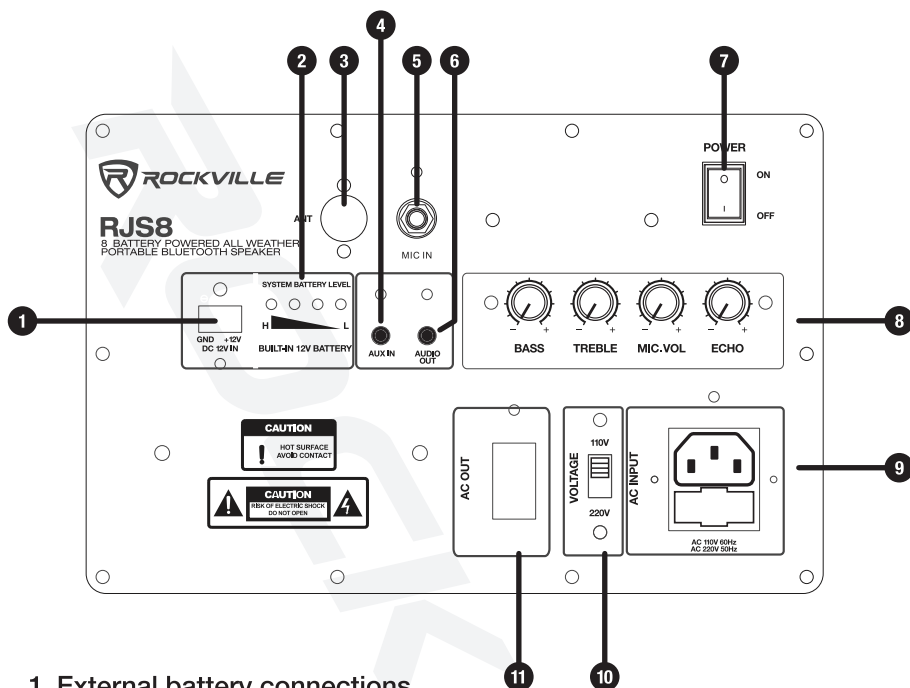 4
2
3
5
6
7
POWER
ON
OFF
ROCKVILLE
ANT
MIC IN
RJS8
8 BATTERY POWERED ALL WEATHER
PORTABLE BLUETOOTH SPEAKER
1
GND +12V
DC 12V IN
SYSTEM BATTERY LEVEL
H L
BUILT-IN 12V BATTERY
AUX IN
AUDIO
OUT
- +
- +
- +
- +
BASS
TREBLE
MIC.VOL
ECHO
8
CAUTION
! HOT SURFACE
AVOID CONTACT
CAUTION
RISK OF ELECTRIC SHOCK
DO NOT OPEN
!
AC OUT
VOLTAGE
110V
220V
AC INPUT
AC 110V 60Hz
AC 220V 50Hz
9
11
10
ROCK
1. External battery connections